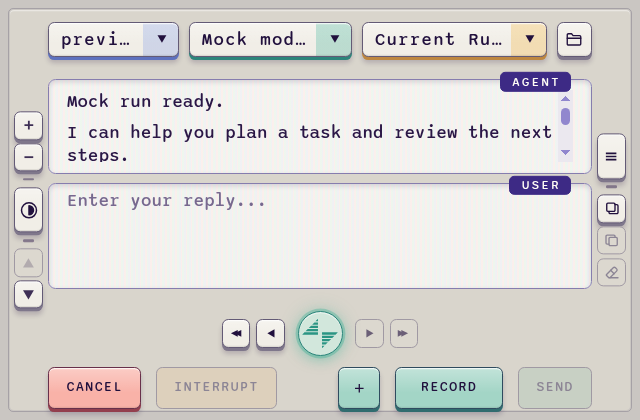 previ…
Mock mod…
Current Ru…
AGENT
Mock run ready.
I can help you plan a task and review the next
steps.
USER
Enter your reply...
CANCEL
INTERRUPT
+
RECORD
SEND